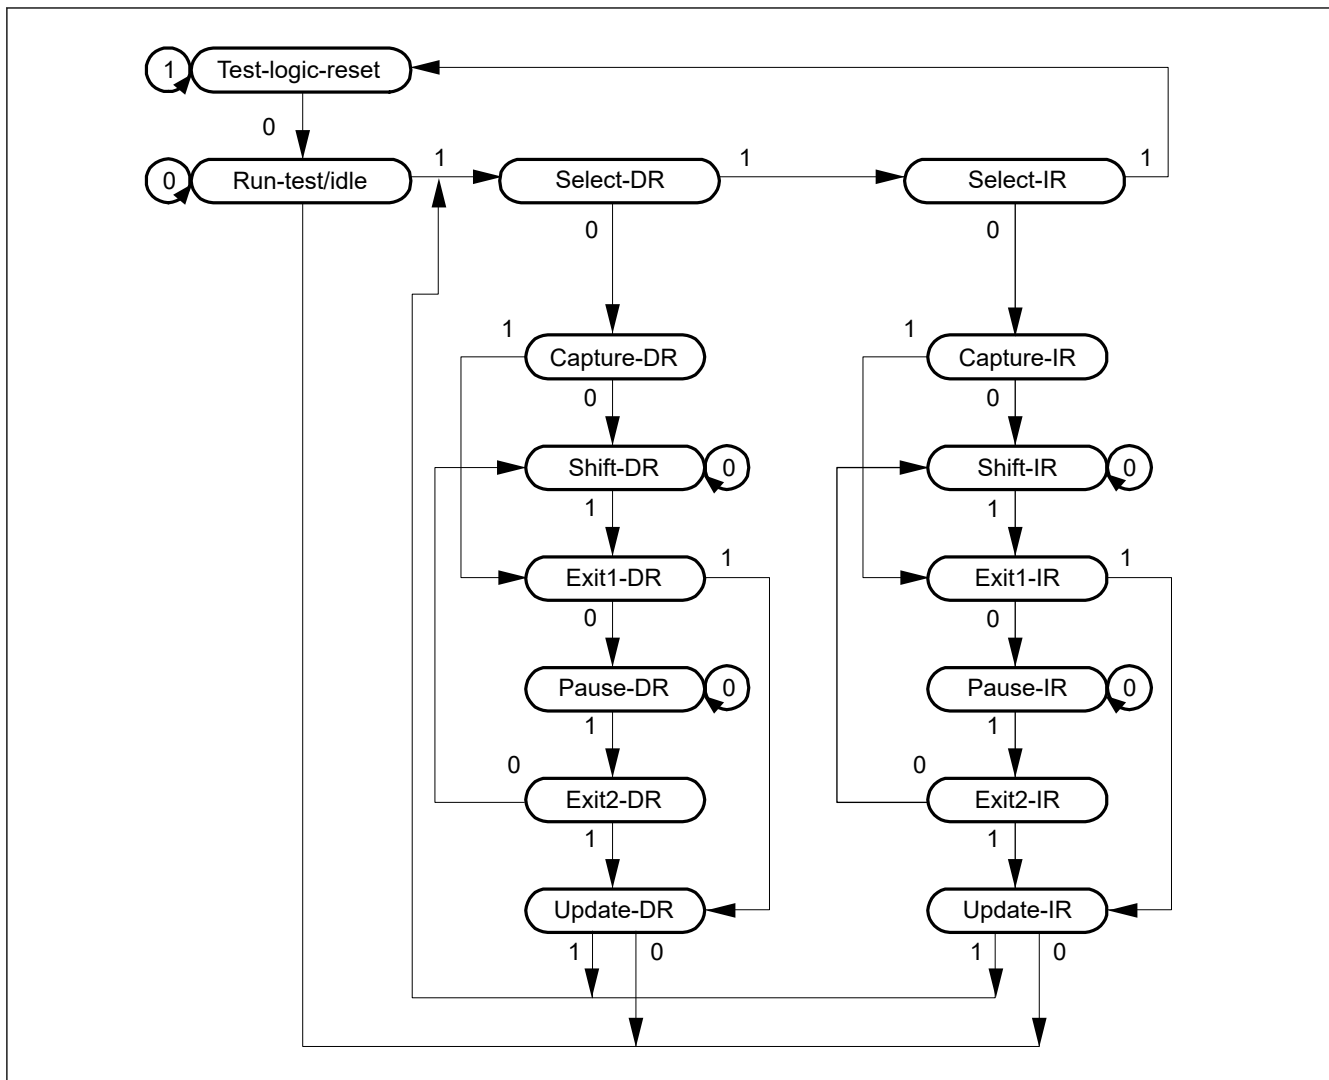 1 Test-logic-reset
0
0 Run-test/idle 1 Select-DR 1 Select-IR 1
0 0
1 1
Capture-DR Capture-IR
0 0
Shift-DR 0 Shift-IR 0
1 1
Exit1-DR 1 Exit1-IR 1
0 0
Pause-DR 0 Pause-IR 0
1 1
0 0
Exit2-DR Exit2-IR
1 1
Update-DR Update-IR
1 0 1 0